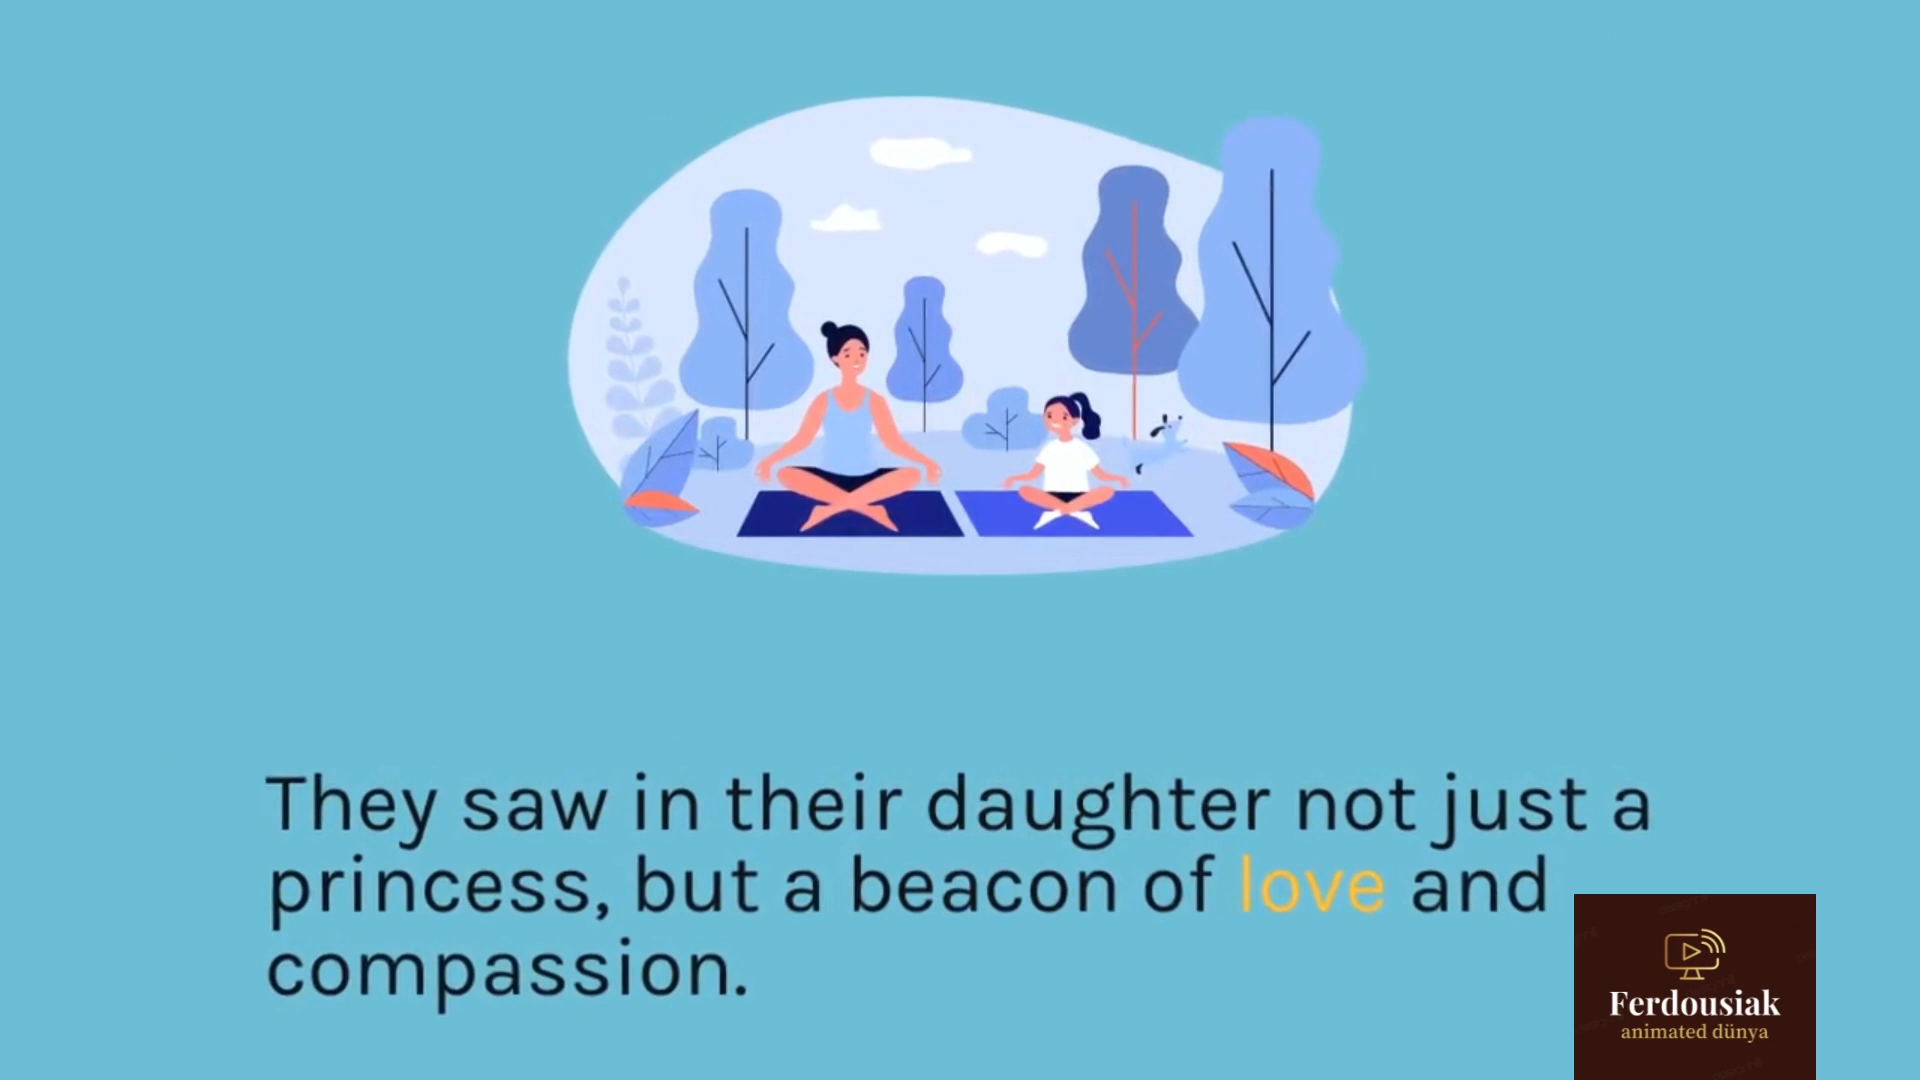 They saw in their daughter not just a
princess, but a beacon of love and
compassion.
Ferdousiak
animated dünya